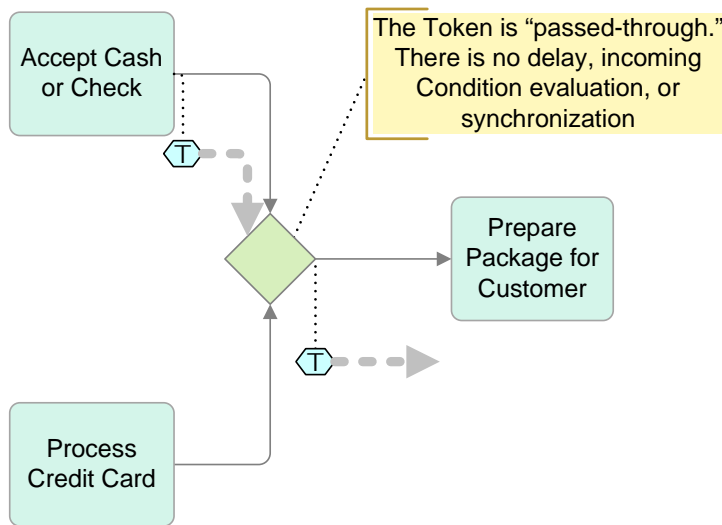 Accept Cash
or Check
The Token is “passed-through.”
There is no delay, incoming
Condition evaluation, or
synchronization
T
Prepare
Package for
Customer
T
Process
Credit Card